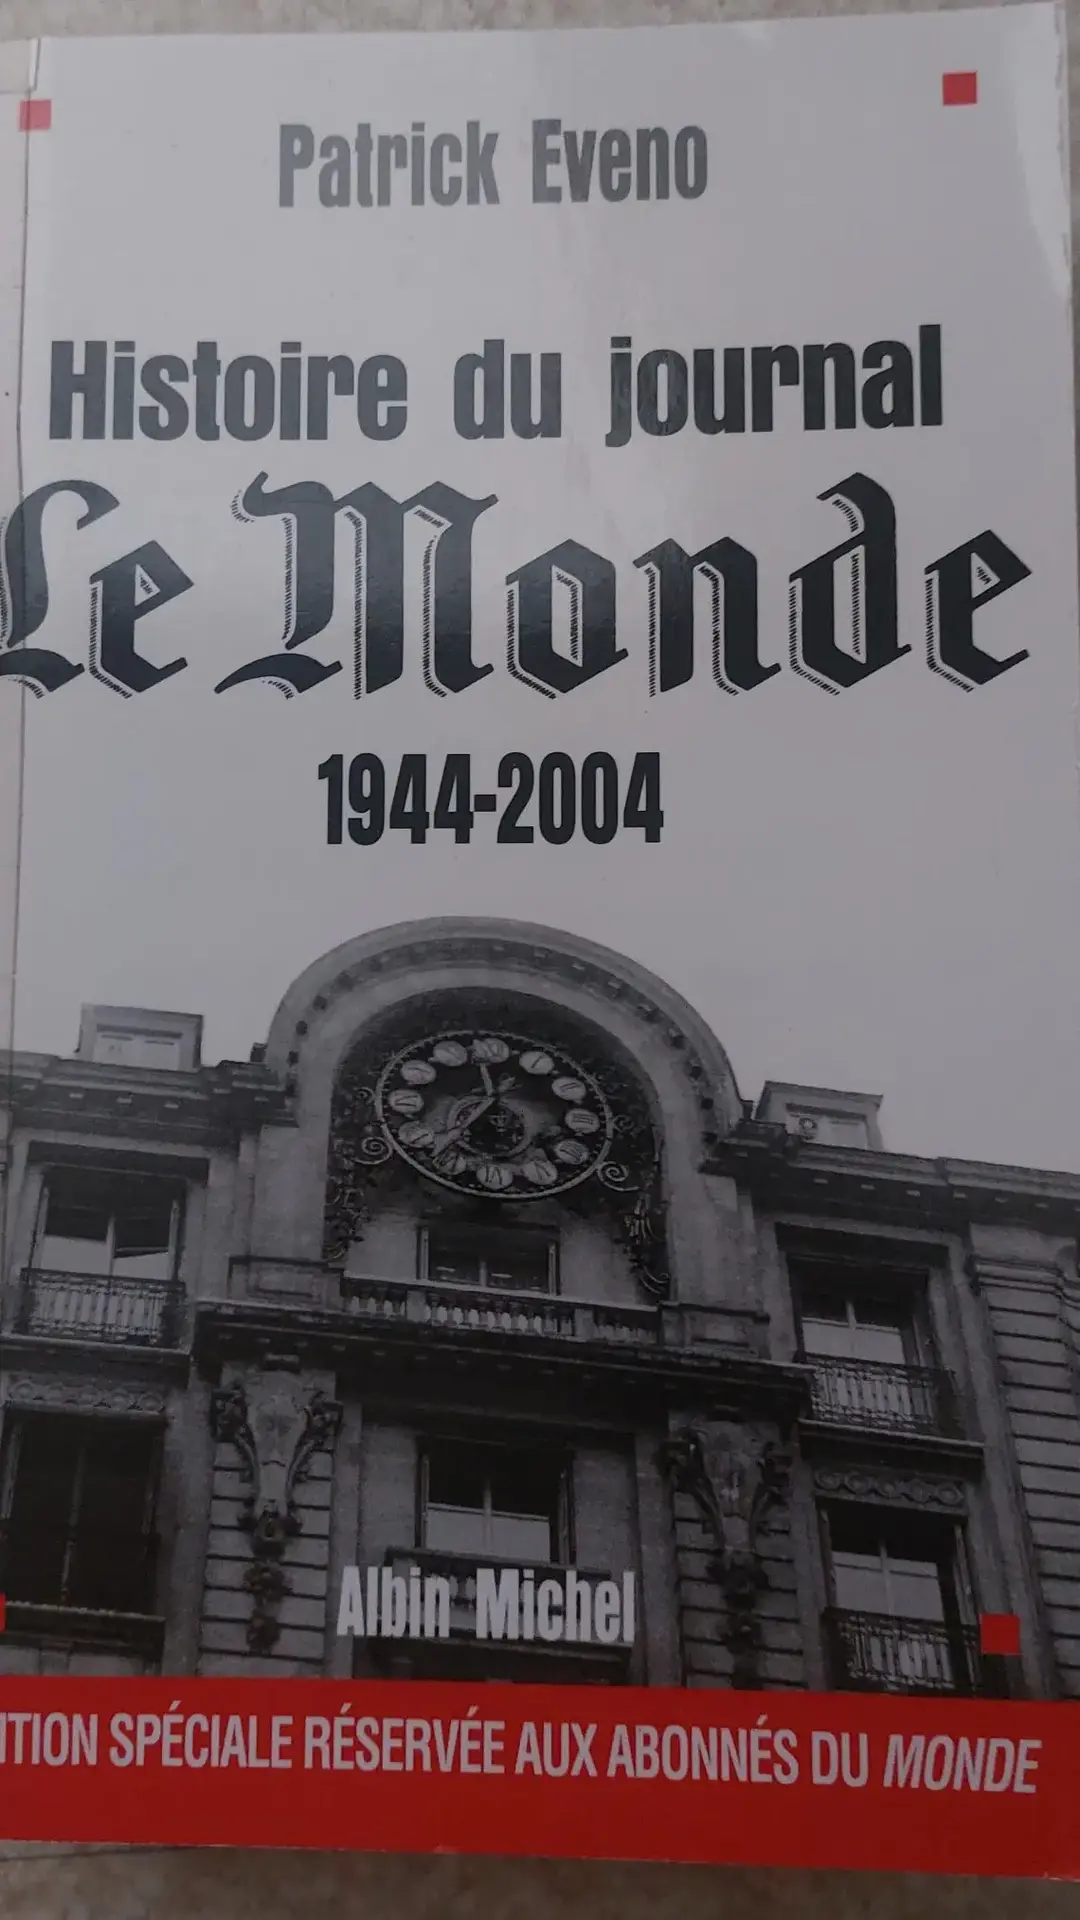 Patrick Eveno
Histoire du journal
Le Monde
1944-2004
Albin Michel
ITION SPÉCIALE RÉSERVÉE AUX ABONNÉS DU MONDE